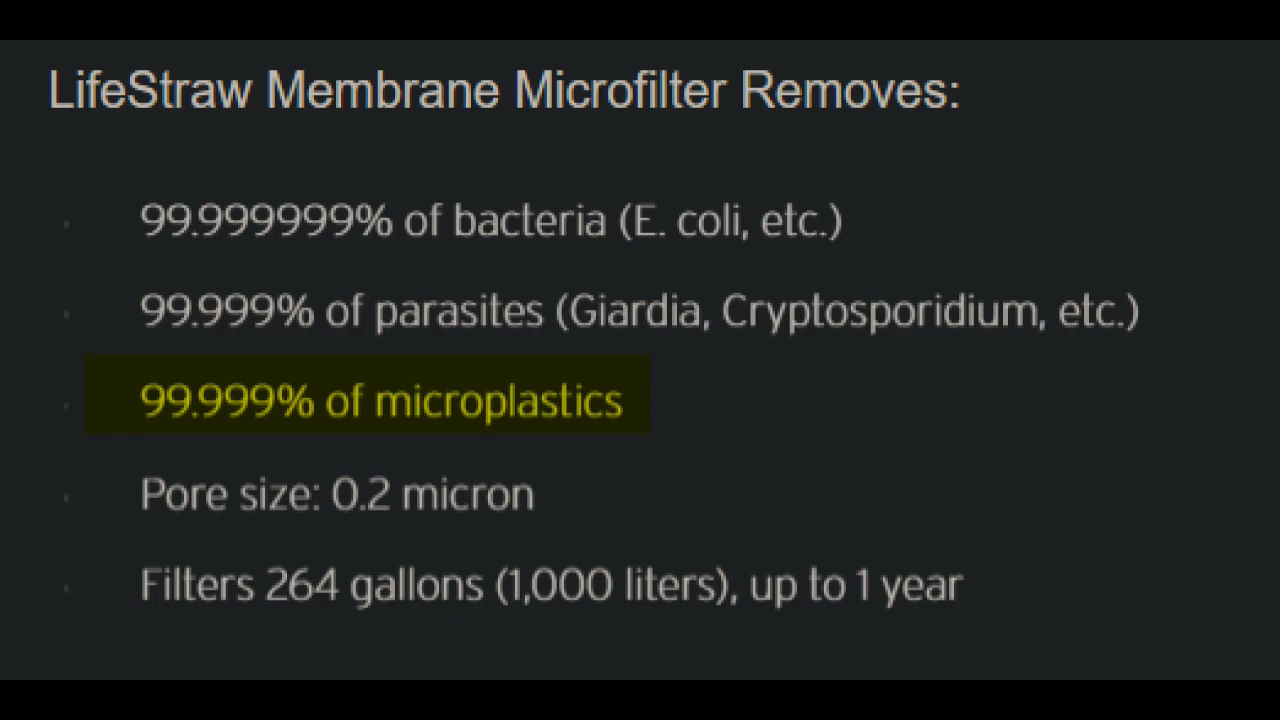 LifeStraw Membrane Microfilter Removes:
99.999999% of bacteria (E. coli, etc.)
99.999% of parasites (Giardia, Cryptosporidium, etc.)
99.999% of microplastics
Pore size: 0.2 micron
Filters 264 gallons (1,000 liters), up to 1 year